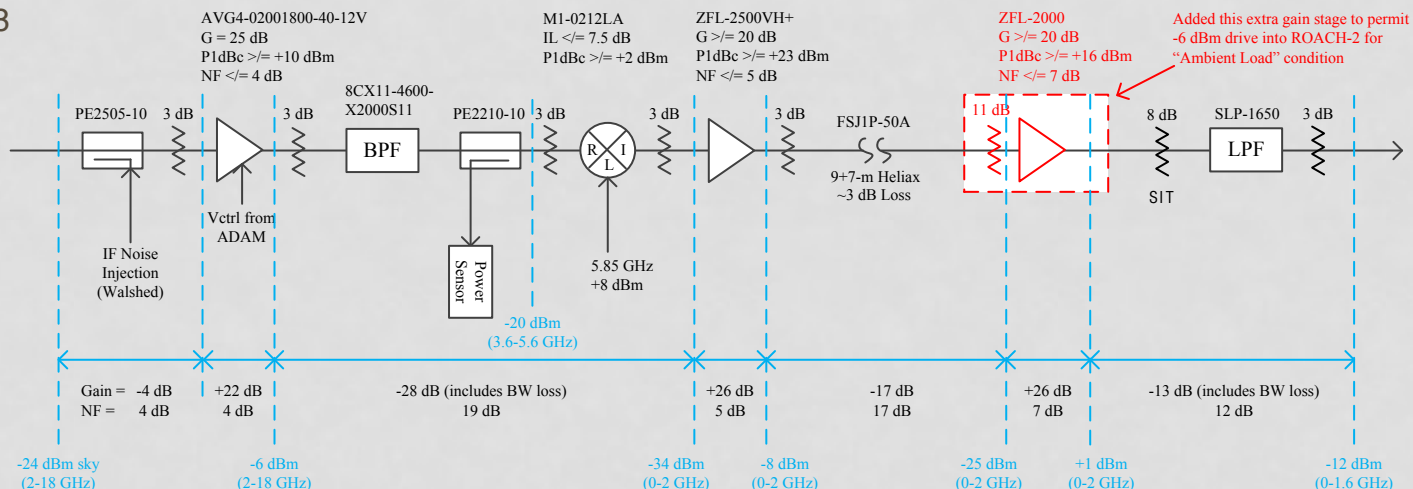 B
AVG4-02001800-40-12V
G = 25 dB
P1dBc >/= +10 dBm
NF </= 4 dB
M1-0212LA
IL </= 7.5 dB
P1dBc >/= +2 dBm
ZFL-2500VH+
G >/= 20 dB
P1dBc >/= +23 dBm
NF </= 5 dB
ZFL-2000
G >/= 20 dB
P1dBc >/= +16 dBm
NF </= 7 dB
Added this extra gain stage to permit
-6 dBm drive into ROACH-2 for
“Ambient Load” condition
PE2505-10
3 dB
3 dB
8CX11-4600-
X2000S11
BPF
PE2210-10
3 dB
R
I
L
3 dB
3 dB
FSJ1P-50A
9+7-m Heliax
~3 dB Loss
11 dB
8 dB
SIT
SLP-1650
LPF
3 dB
IF Noise
Injection
(Walshed)
Vctrl from
ADAM
Power
Sensor
5.85 GHz
+8 dBm
-20 dBm
(3.6-5.6 GHz)
Gain = -4 dB
NF = 4 dB
+22 dB
4 dB
-28 dB (includes BW loss)
19 dB
+26 dB
5 dB
-17 dB
17 dB
+26 dB
7 dB
-13 dB (includes BW loss)
12 dB
-24 dBm sky
(2-18 GHz)
-6 dBm
(2-18 GHz)
-34 dBm
(0-2 GHz)
-8 dBm
(0-2 GHz)
-25 dBm
(0-2 GHz)
+1 dBm
(0-2 GHz)
-12 dBm
(0-1.6 GHz)